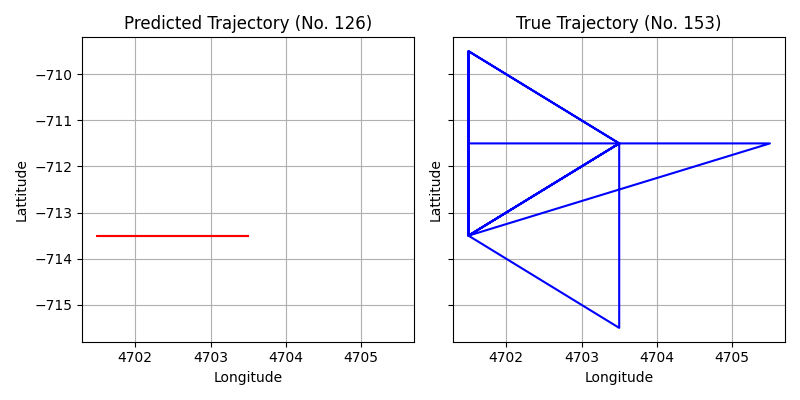 Predicted Trajectory (No. 126)
True Trajectory (No. 153)
Lattitude
−710
−711
−712
−713
−714
−715
4702
4703
4704
4705
Longitude
Lattitude
4702
4703
4704
4705
Longitude